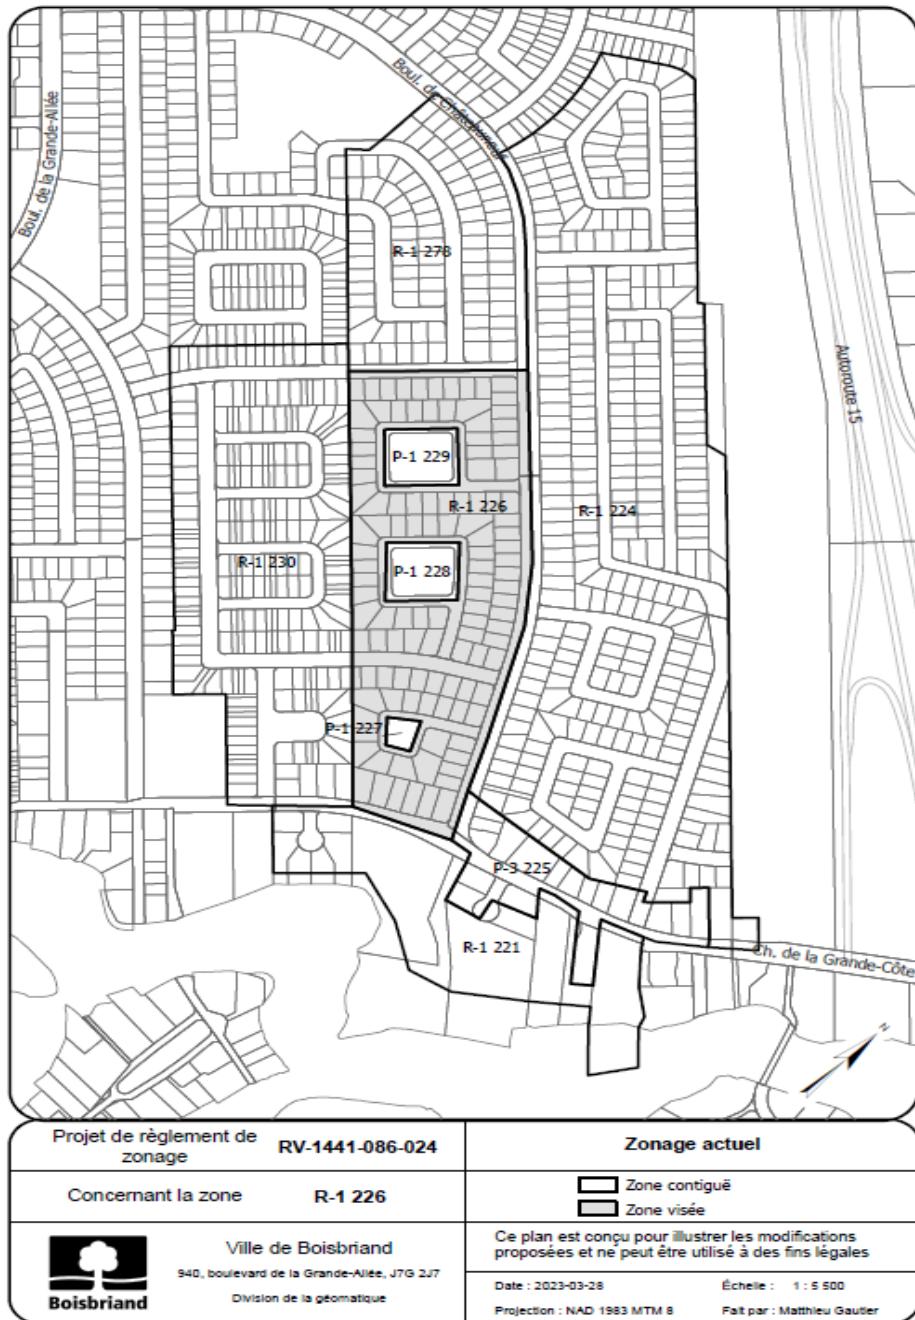 Boul. de la Grande-Allée
Boul. de Châteauneuf
R-1 278
Autoroute 15
P-1 229
R-1 226
R-1 224
R-1 230
P-1 228
P-1 227
P-3 225
R-1 221
Ch. de la Grande-Côte
N
Projet de règlement de
zonage
RV-1441-086-024
Concernant la zone
R-1 226
Boisbriand
Ville de Boisbriand
940, boulevard de la Grande-Allée, J7G 2J7
Division de la géomatique
Zonage actuel
Zone contiguë
Zone visée
Ce plan est conçu pour illustrer les modifications
proposées et ne peut être utilisé à des fins légales
Date : 2023-03-28
Échelle : 1 : 5 500
Projection : NAD 1983 MTM 8
Fait par : Matthieu Gautier